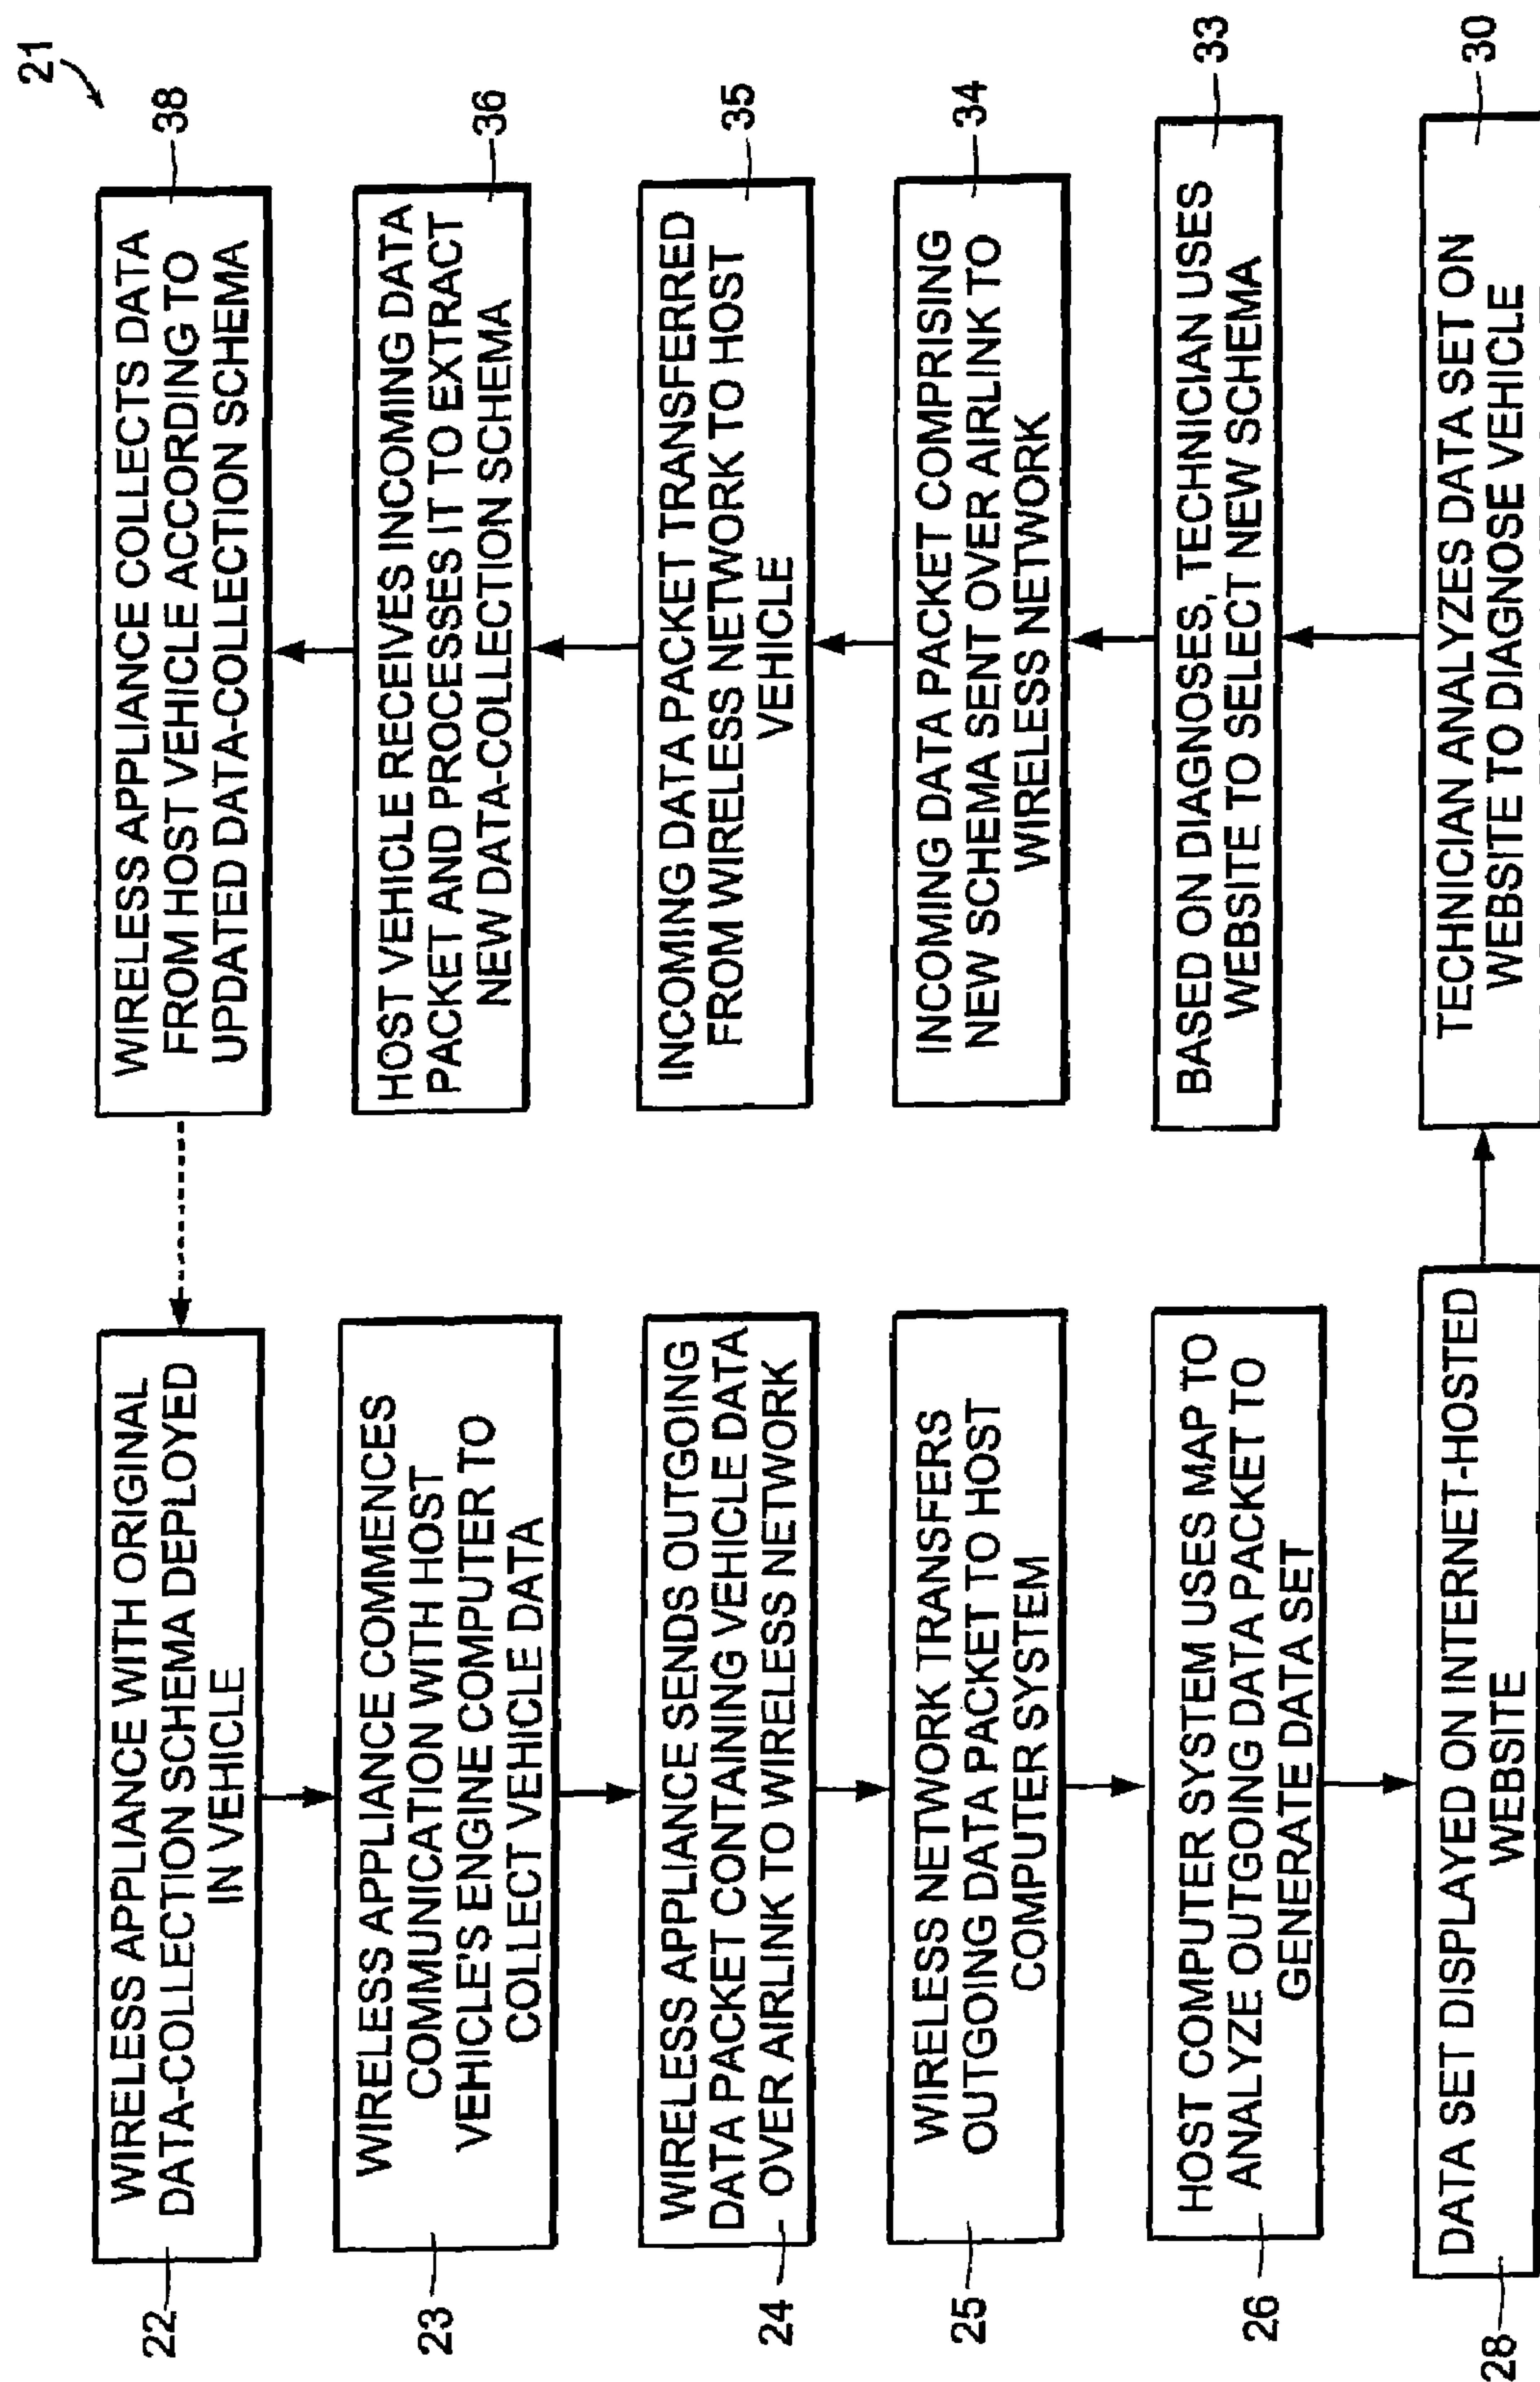 21
22
WIRELESS APPLIANCE WITH ORIGINAL
DATA-COLLECTION SCHEMA DEPLOYED
IN VEHICLE
23
WIRELESS APPLIANCE COMMENCES
COMMUNICATION WITH HOST
VEHICLE'S ENGINE COMPUTER TO
COLLECT VEHICLE DATA
24
WIRELESS APPLIANCE SENDS OUTGOING
DATA PACKET CONTAINING VEHICLE DATA
OVER AIRLINK TO WIRELESS NETWORK
25
WIRELESS NETWORK TRANSFERS
OUTGOING DATA PACKET TO HOST
COMPUTER SYSTEM
26
HOST COMPUTER SYSTEM USES MAP TO
ANALYZE OUTGOING DATA PACKET TO
GENERATE DATA SET
28
DATA SET DISPLAYED ON INTERNET-HOSTED
WEBSITE
30
TECHNICIAN ANALYZES DATA SET ON
WEBSITE TO DIAGNOSE VEHICLE
33
BASED ON DIAGNOSES, TECHNICIAN USES
WEBSITE TO SELECT NEW SCHEMA
34
INCOMING DATA PACKET COMPRISING
NEW SCHEMA SENT OVER AIRLINK TO
WIRELESS NETWORK
35
INCOMING DATA PACKET TRANSFERRED
FROM WIRELESS NETWORK TO HOST
VEHICLE
36
HOST VEHICLE RECEIVES INCOMING DATA
PACKET AND PROCESSES IT TO EXTRACT
NEW DATA-COLLECTION SCHEMA
38
WIRELESS APPLIANCE COLLECTS DATA
FROM HOST VEHICLE ACCORDING TO
UPDATED DATA-COLLECTION SCHEMA